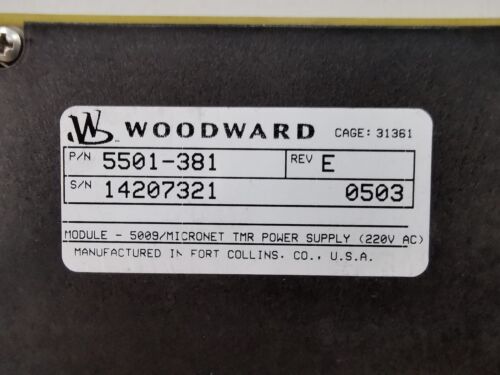 WOODWARD CAGE: 31361
P/N 5501-381 REV E
S/N 14207321 0503
MODULE - 5009/MICRONET TMR POWER SUPPLY (220V AC)
MANUFACTURED IN FORT COLLINS, CO., U.S.A.